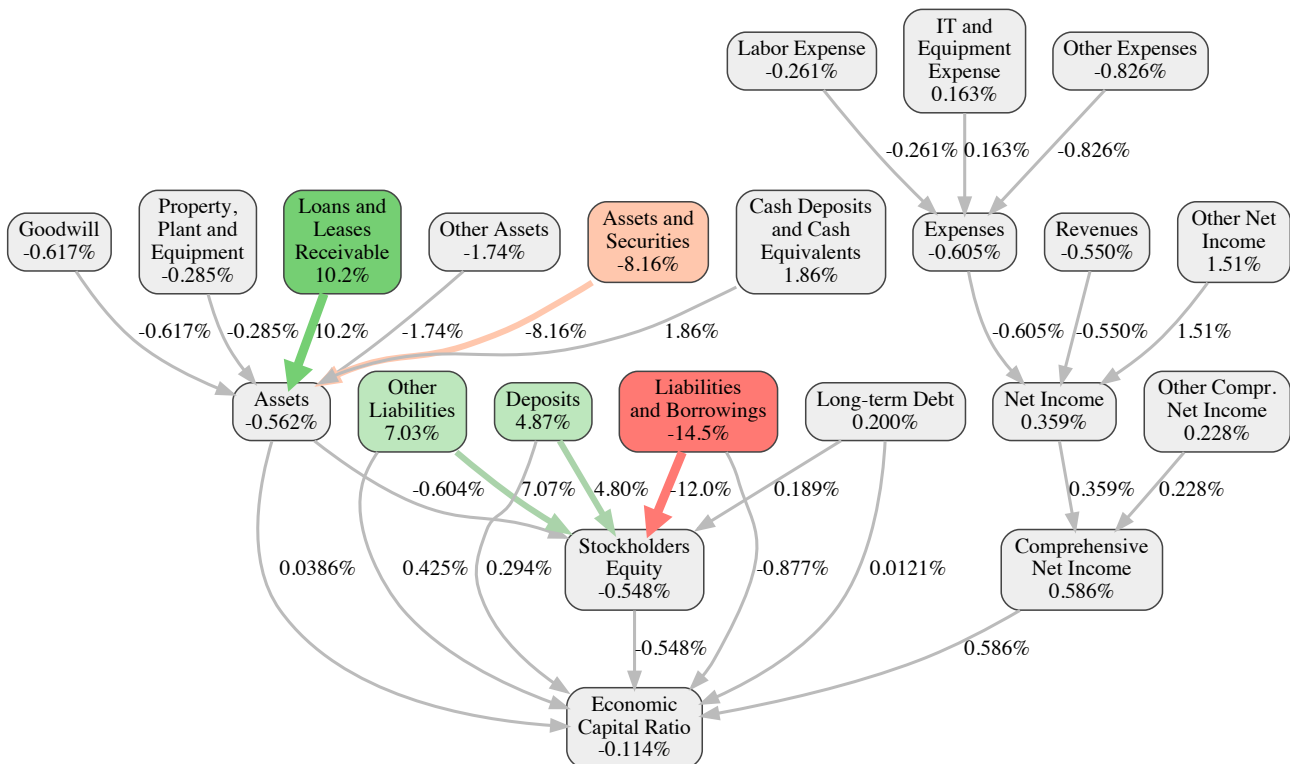 Labor Expense
-0.261%
IT and
Equipment
Expense
0.163%
Other Expenses
-0.826%
-0.261%
0.163%
-0.826%
Goodwill
-0.617%
Property,
Plant and
Equipment
-0.285%
Loans and
Leases
Receivable
10.2%
Other Assets
-1.74%
Assets and
Securities
-8.16%
Cash Deposits
and Cash
Equivalents
1.86%
Expenses
-0.605%
Revenues
-0.550%
Other Net
Income
1.51%
-0.617%
-0.285%
10.2%
-1.74%
-8.16%
1.86%
-0.605%
-0.550%
1.51%
Assets
-0.562%
Other
Liabilities
7.03%
Deposits
4.87%
Liabilities
and Borrowings
-14.5%
Long-term Debt
0.200%
Net Income
0.359%
Other Compr.
Net Income
0.228%
-0.604%
7.07%
4.80%
-12.0%
0.189%
0.359%
0.228%
Stockholders
Equity
-0.548%
Comprehensive
Net Income
0.586%
0.0386%
0.425%
0.294%
-0.877%
0.0121%
-0.548%
0.586%
Economic
Capital Ratio
-0.114%